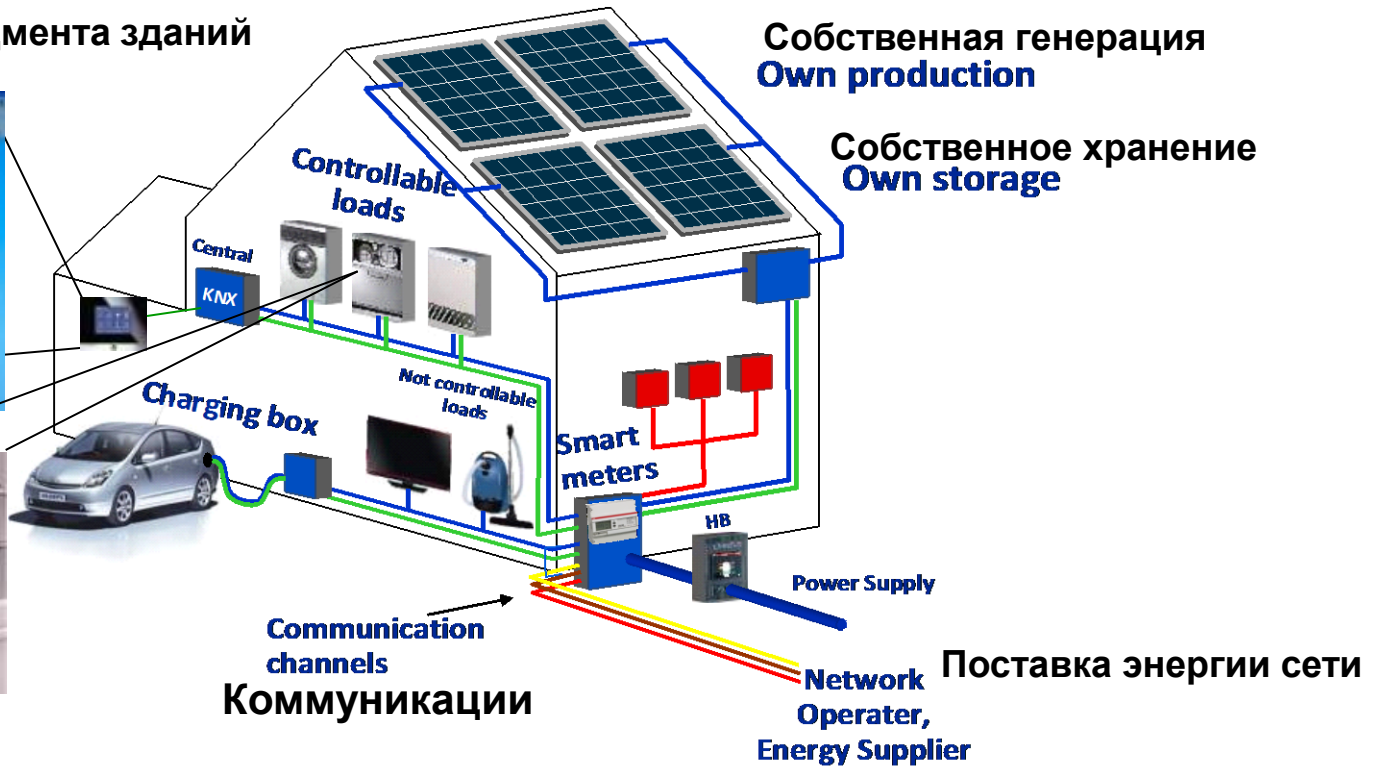 дмента зданий
Собственная генерация
Own production
Собственное хранение
Own storage
Controllable
loads
Central
KNX
Not controllable
loads
Charging box
Smart
meters
HB
Power Supply
Communication
channels
Коммуникации
Поставка энергии сети
Network
Operater,
Energy Supplier